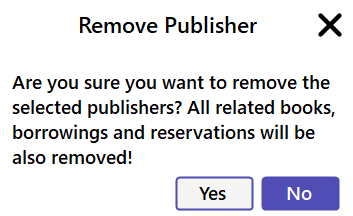 Remove Publisher
Are you sure you want to remove the
selected publishers? All related books,
borrowings and reservations will be
also removed!
Yes No